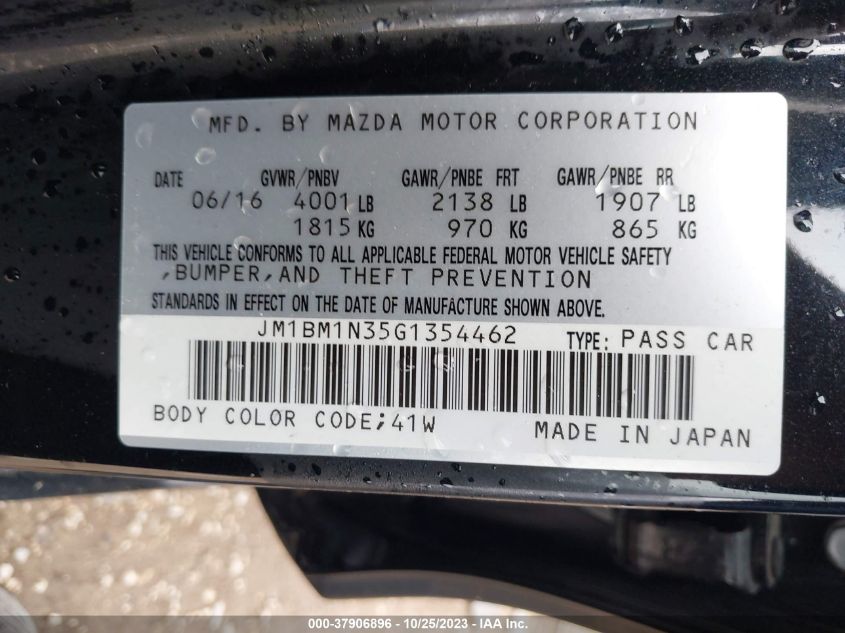 MFD. BY MAZDA MOTOR CORPORATION
DATE GVWR/PNBV GAWR/PNBE FRT GAWR/PNBE RR
06/16 4001 LB 2138 LB 1907 LB
1815 KG 970 KG 865 KG
THIS VEHICLE CONFORMS TO ALL APPLICABLE FEDERAL MOTOR VEHICLE SAFETY
,BUMPER,AND THEFT PREVENTION
STANDARDS IN EFFECT ON THE DATE OF MANUFACTURE SHOWN ABOVE.
JM1BM1N35G1354462 TYPE: PASS CAR
BODY COLOR CODE;41W MADE IN JAPAN
000-37906896 - 10/25/2023 - IAA Inc.